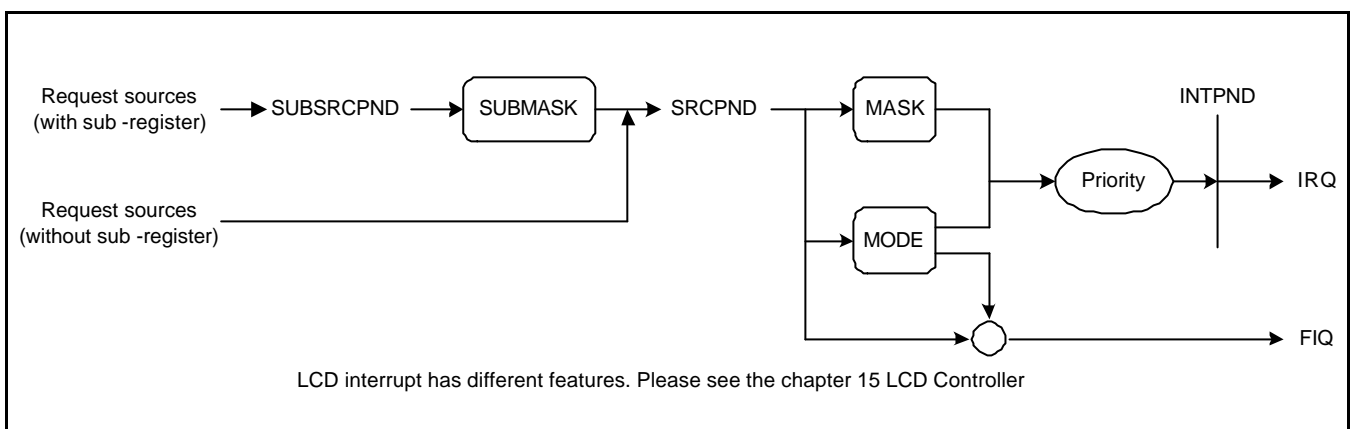 Request sources
(with sub -register)
SUBSRCPND
SUBMASK
SRCPND
MASK
INTPND
Priority
IRQ
Request sources
(without sub -register)
MODE
FIQ
LCD interrupt has different features. Please see the chapter 15 LCD Controller